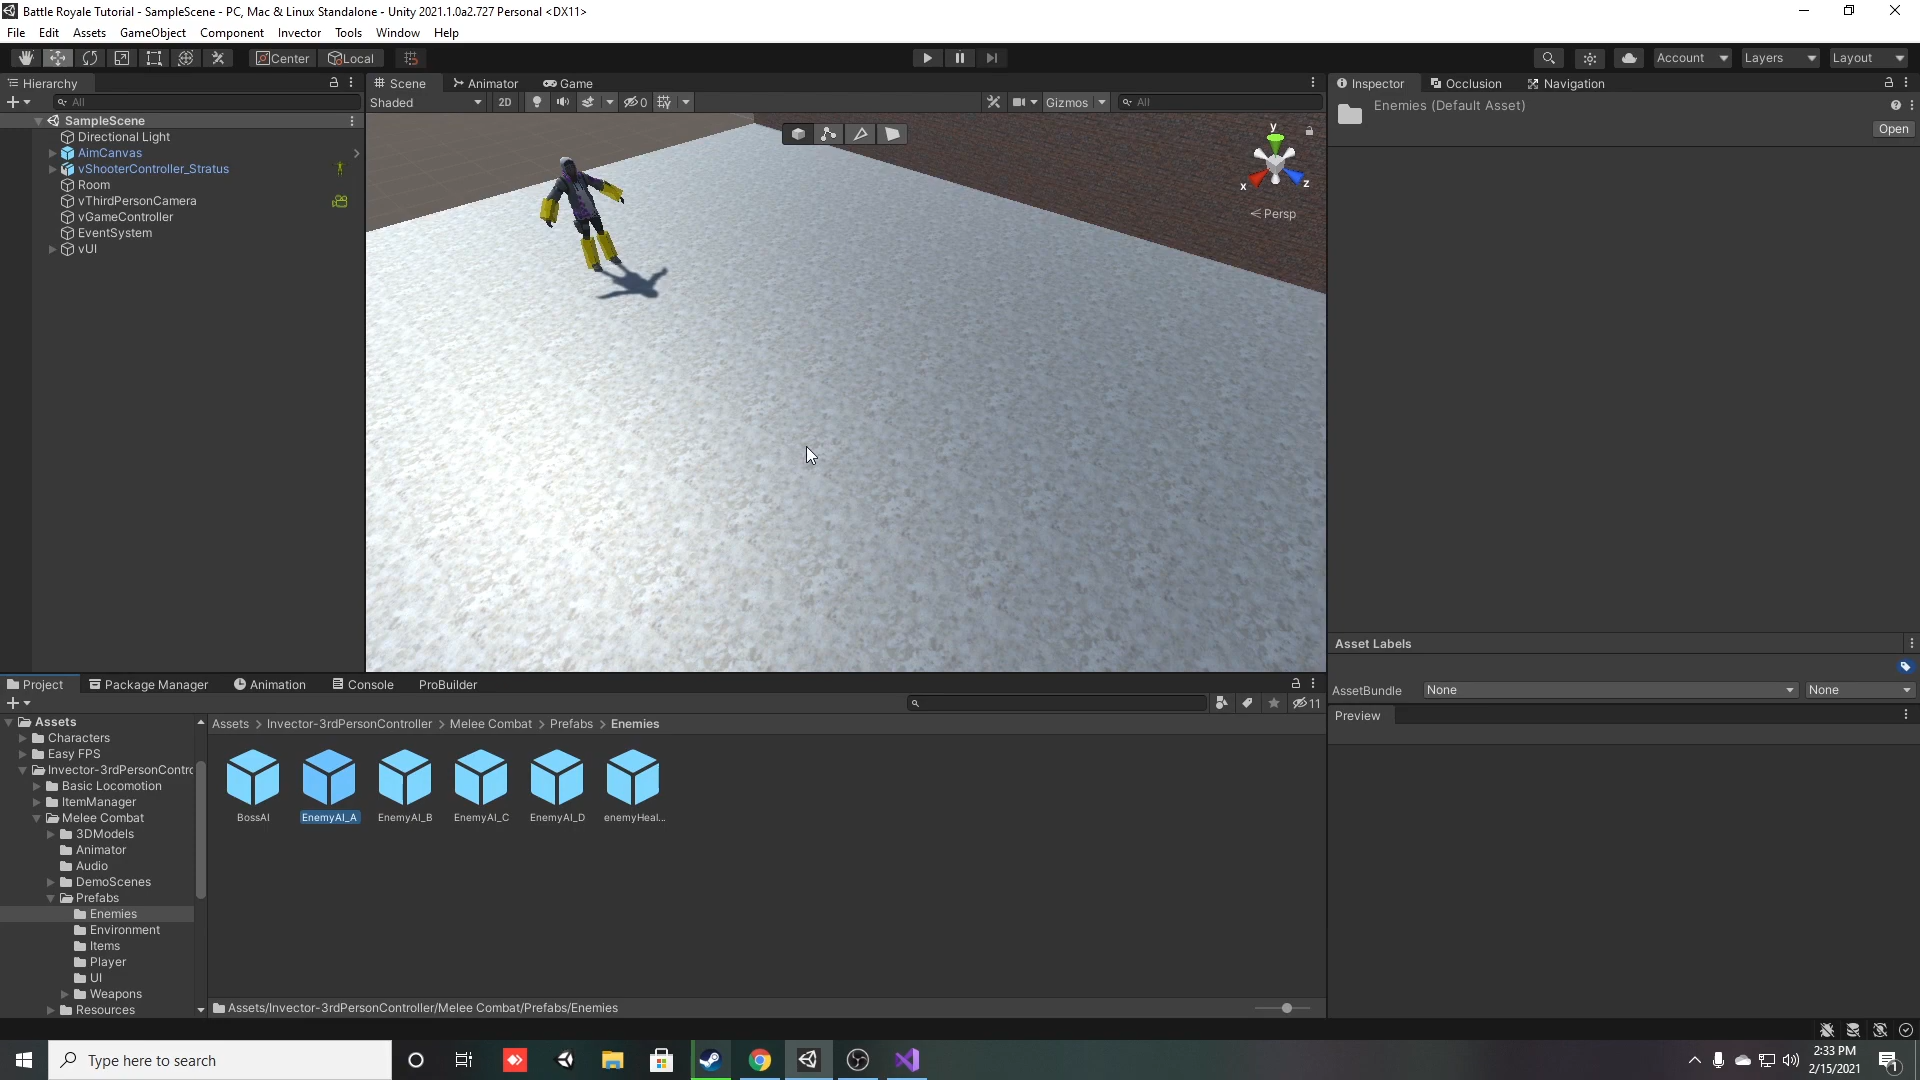 Battle Royale Tutorial - SampleScene - PC, Mac & Linux Standalone - Unity 2021.1.0a2.727 Personal <DX11>
File Edit Assets GameObject Component Invector Tools Window Help
Center Local Account Layers Layout
Hierarchy
All
SampleScene
Directional Light
AimCanvas
vShooterController_Stratus
Room
vThirdPersonCamera
vGameController
EventSystem
vUI
Scene Animator Game
Shaded 2D 0 Gizmos All
y
x
z
Persp
Inspector Occlusion Navigation
Enemies (Default Asset)
Open
Asset Labels
AssetBundle None None
Preview
Project Package Manager Animation Console ProBuilder
11
Assets
Characters
Easy FPS
Invector-3rdPersonContro
Basic Locomotion
ItemManager
Melee Combat
3DModels
Animator
Audio
DemoScenes
Prefabs
Enemies
Environment
Items
Player
UI
Weapons
Resources
Assets > Invector-3rdPersonController > Melee Combat > Prefabs > Enemies
BossAI EnemyAI_A EnemyAI_B EnemyAI_C EnemyAI_D enemyHeal...
Assets/Invector-3rdPersonController/Melee Combat/Prefabs/Enemies
Type here to search
2:33 PM
2/15/2021
1